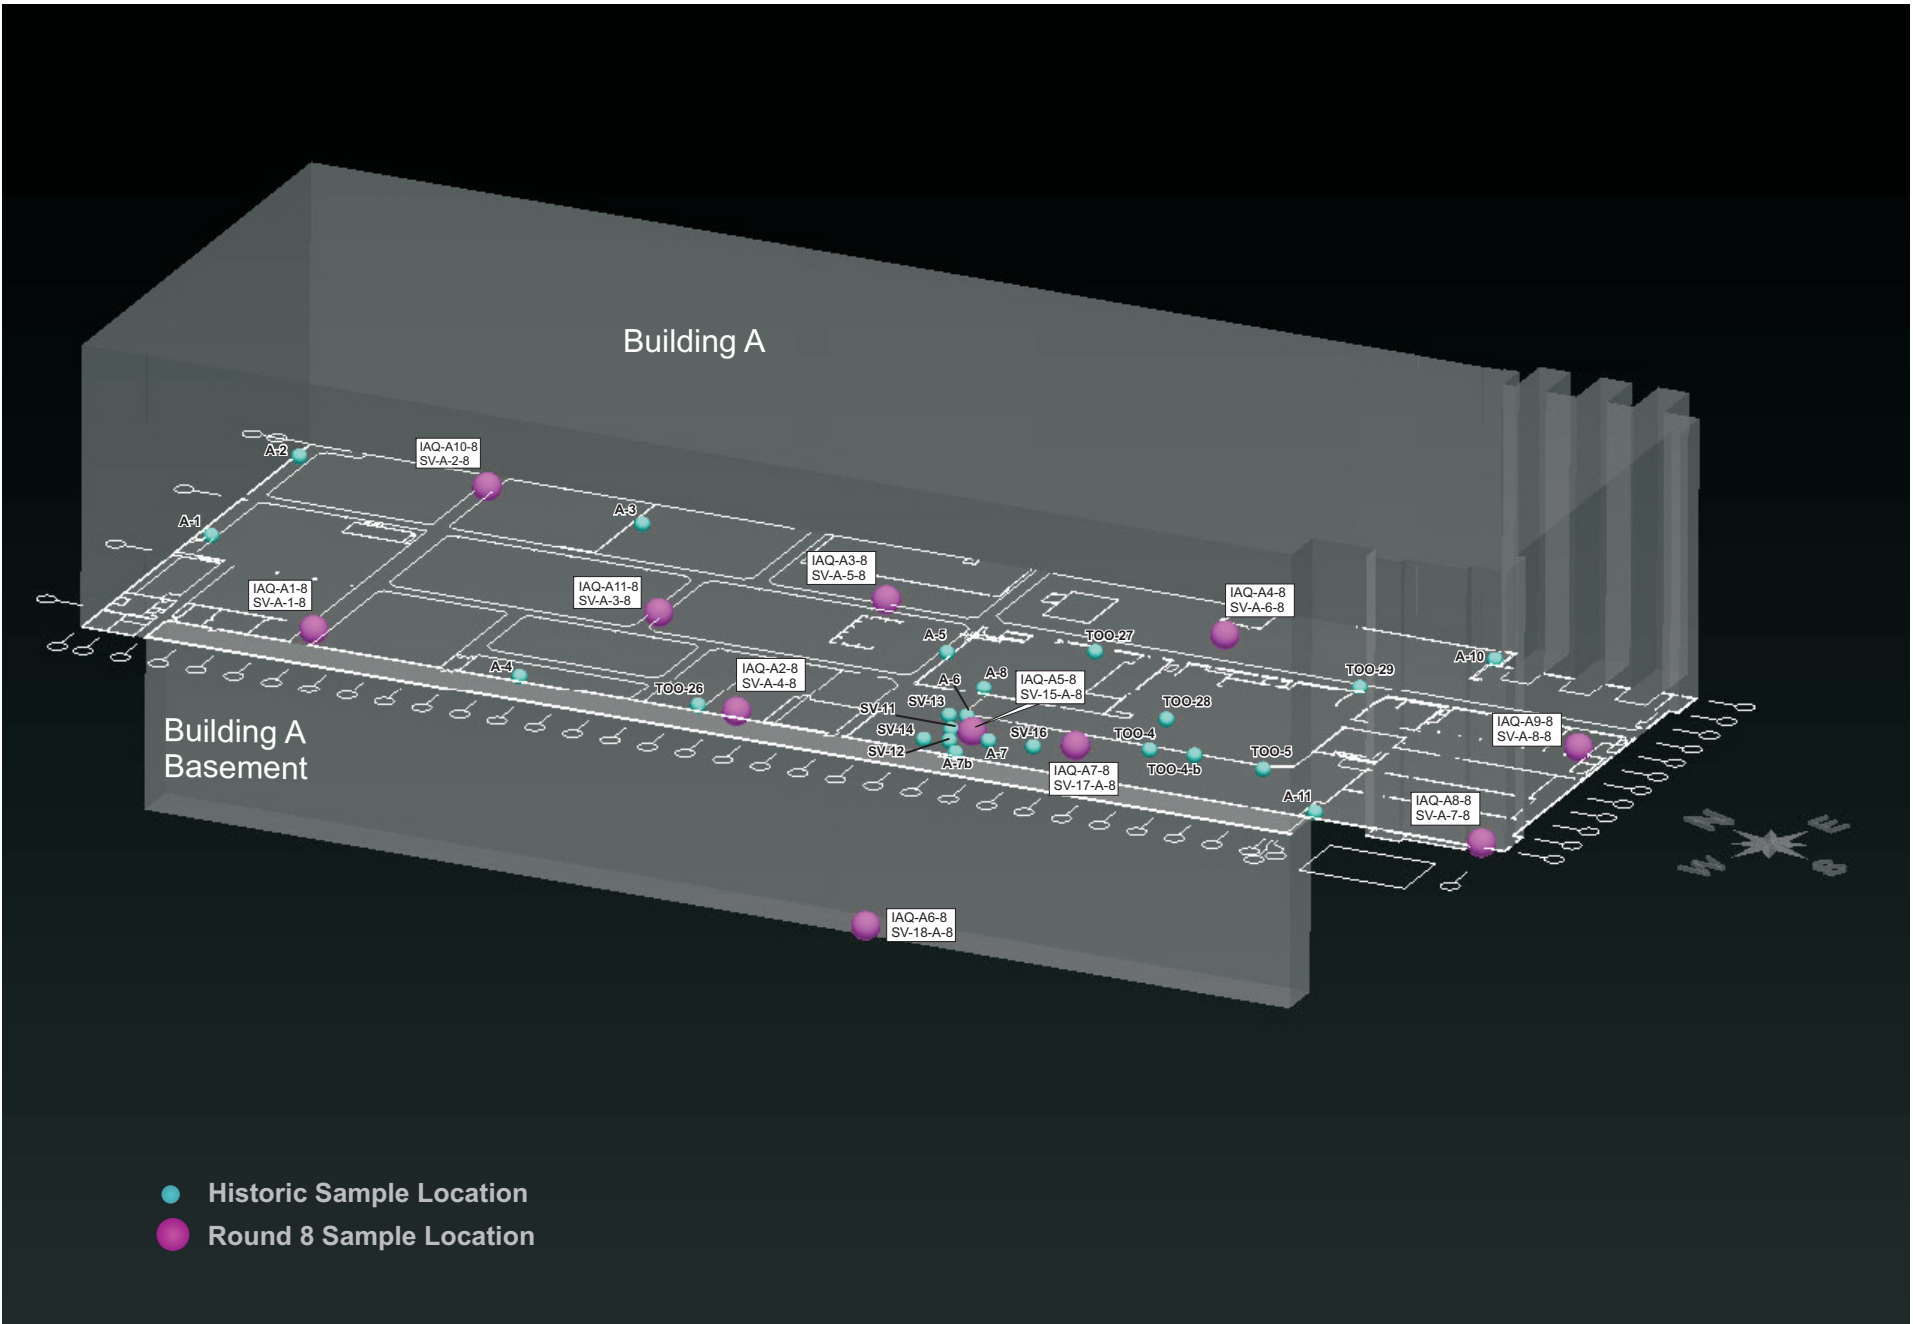 Building A
A-2
IAQ-A10-8
SV-A-2-8
A-1
A-3
IAQ-A1-8
SV-A-1-8
IAQ-A11-8
SV-A-3-8
IAQ-A3-8
SV-A-5-8
IAQ-A4-8
SV-A-6-8
A-5
TOO-27
A-4
IAQ-A2-8
SV-A-4-8
TOO-26
A-6
A-8
IAQ-A5-8
SV-15-A-8
TOO-29
A-10
SV-13
SV-11
SV-14
SV-12
A-7b
A-7
SV-16
TOO-28
TOO-4
TOO-4-b
TOO-5
IAQ-A7-8
SV-17-A-8
IAQ-A9-8
SV-A-8-8
A-11
IAQ-A8-8
SV-A-7-8
Building A
Basement
N
E
W
S
IAQ-A6-8
SV-18-A-8
Historic Sample Location
Round 8 Sample Location